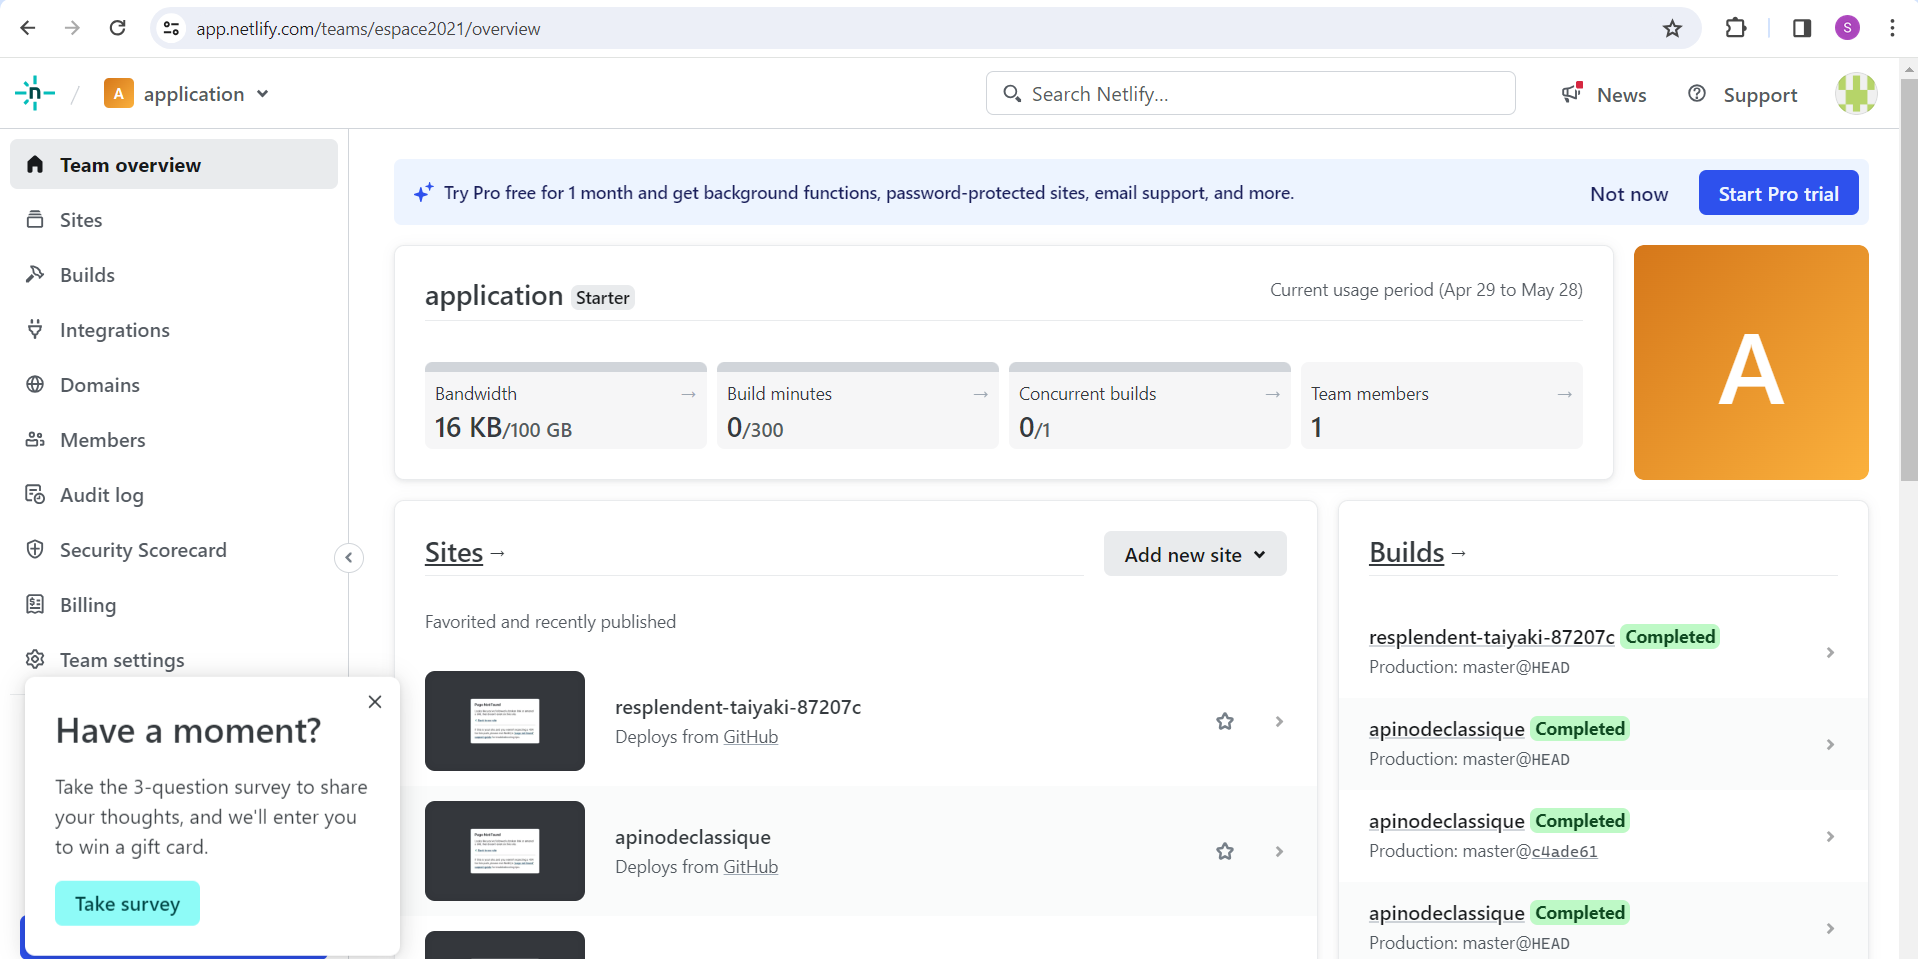 app.netlify.com/teams/espace2021/overview
S
n / A application
Search Netlify...
News
Support
Team overview
Sites
Builds
Integrations
Domains
Members
Audit log
Security Scorecard
Billing
Team settings
Have a moment?
Take the 3-question survey to share
your thoughts, and we'll enter you
to win a gift card.
Take survey
Try Pro free for 1 month and get background functions, password-protected sites, email support, and more.
Not now
Start Pro trial
application Starter
Current usage period (Apr 29 to May 28)
Bandwidth →
16 KB/100 GB
Build minutes →
0/300
Concurrent builds →
0/1
Team members →
1
A
Sites →
Add new site
Favorited and recently published
resplendent-taiyaki-87207c
Deploys from GitHub
apinodeclassique
Deploys from GitHub
Builds →
resplendent-taiyaki-87207c Completed
Production: master@HEAD
apinodeclassique Completed
Production: master@HEAD
apinodeclassique Completed
Production: master@c4ade61
apinodeclassique Completed
Production: master@HEAD